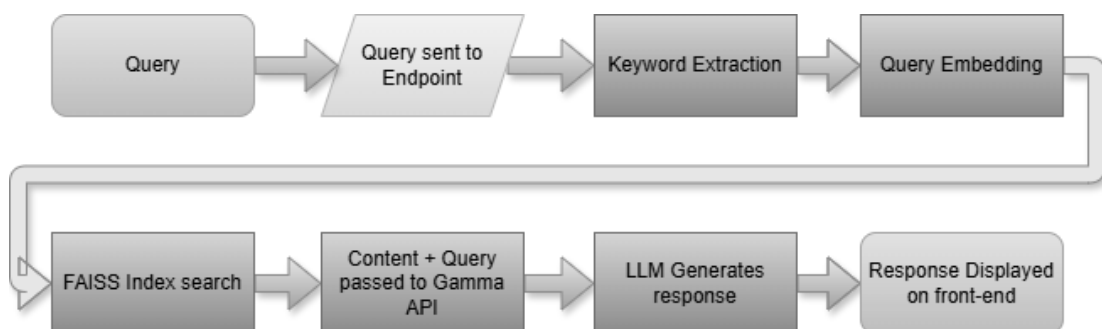 Query
Query sent to
Endpoint
Keyword Extraction
Query Embedding
FAISS Index search
Content + Query
passed to Gamma
API
LLM Generates
response
Response Displayed
on front-end